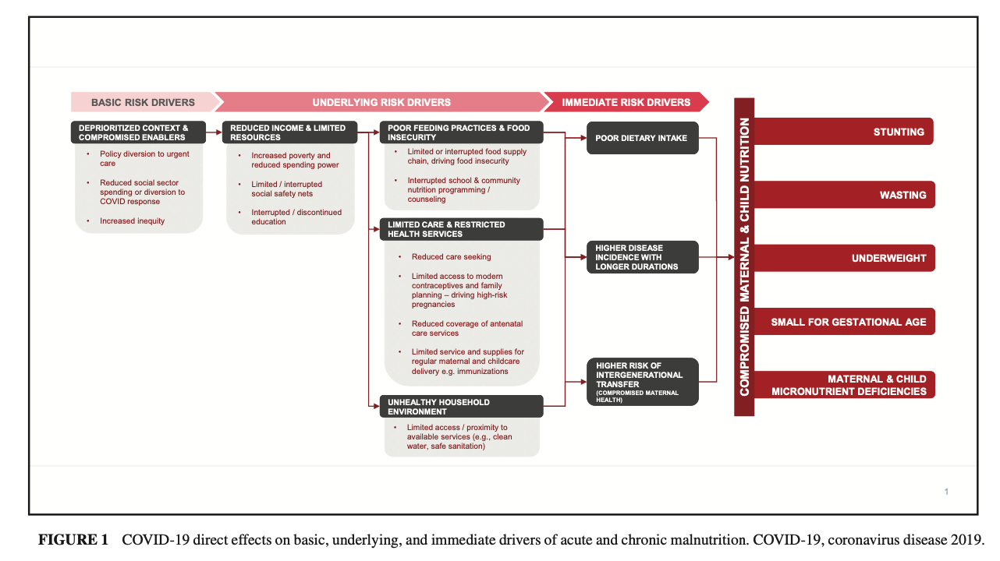 BASIC RISK DRIVERS
UNDERLYING RISK DRIVERS
IMMEDIATE RISK DRIVERS
DEPRIORITIZED CONTEXT &
COMPROMISED ENABLERS
• Policy diversion to urgent
care
• Reduced social sector
spending or diversion to
COVID response
• Increased inequity
REDUCED INCOME & LIMITED
RESOURCES
• Increased poverty and
reduced spending power
• Limited / interrupted
social safety nets
• Interrupted / discontinued
education
POOR FEEDING PRACTICES & FOOD
INSECURITY
• Limited or interrupted food supply
chain, driving food insecurity
• Interrupted school & community
nutrition programming /
counseling
LIMITED CARE & RESTRICTED
HEALTH SERVICES
• Reduced care seeking
• Limited access to modern
contraceptives and family
planning – driving high-risk
pregnancies
• Reduced coverage of antenatal
care services
• Limited service and supplies for
regular maternal and childcare
delivery e.g. immunizations
UNHEALTHY HOUSEHOLD
ENVIRONMENT
• Limited access / proximity to
available services (e.g., clean
water, safe sanitation)
POOR DIETARY INTAKE
HIGHER DISEASE
INCIDENCE WITH
LONGER DURATIONS
HIGHER RISK OF
INTERGENERATIONAL
TRANSFER
(COMPROMISED MATERNAL
HEALTH)
COMPROMISED MATERNAL & CHILD NUTRITION
STUNTING
WASTING
UNDERWEIGHT
SMALL FOR GESTATIONAL AGE
MATERNAL & CHILD
MICRONUTRIENT DEFICIENCIES
1
FIGURE 1 COVID-19 direct effects on basic, underlying, and immediate drivers of acute and chronic malnutrition. COVID-19, coronavirus disease 2019.